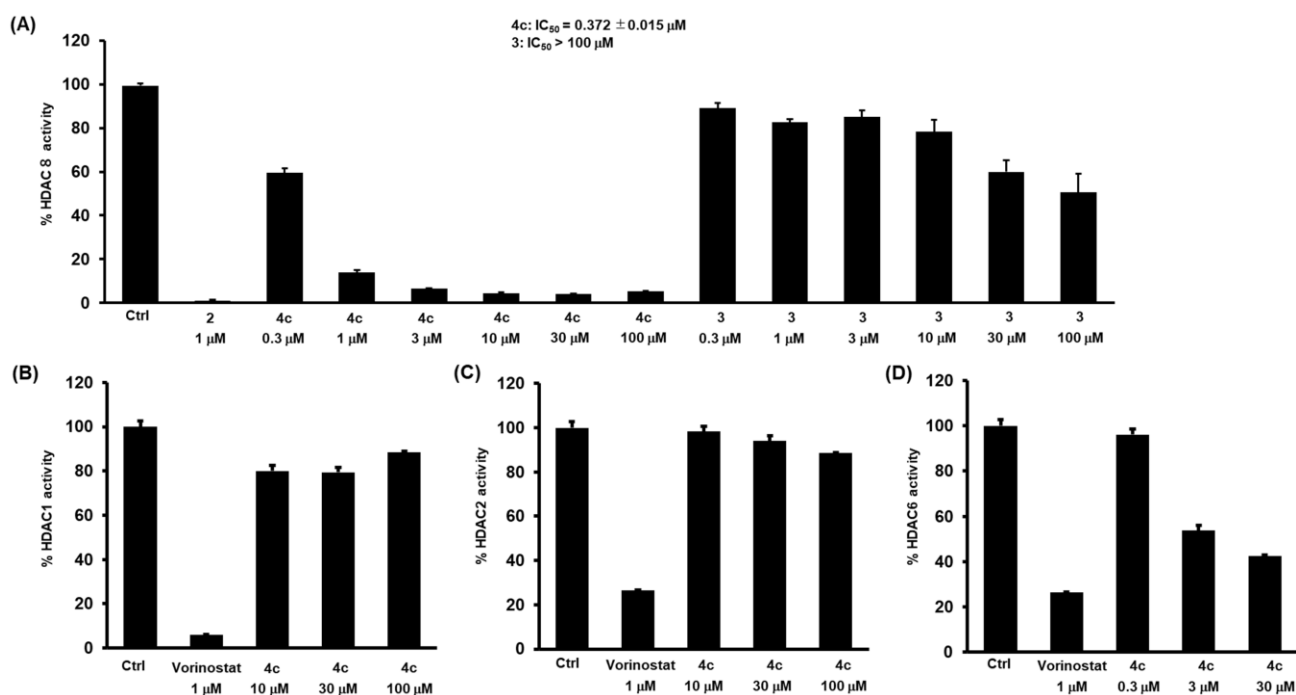 (A)
4c: IC50 = 0.372 ± 0.015 μM
3: IC50 > 100 μM
% HDAC 8 activity
120
100
80
60
40
20
0
Ctrl 2 4c 4c 4c 4c 4c 4c 3 3 3 3 3 3
1 μM 0.3 μM 1 μM 3 μM 10 μM 30 μM 100 μM 0.3 μM 1 μM 3 μM 10 μM 30 μM 100 μM
(B)
% HDAC1 activity
120
100
80
60
40
20
0
Ctrl Vorinostat 4c 4c 4c
1 μM 10 μM 30 μM 100 μM
(C)
% HDAC2 activity
120
100
80
60
40
20
0
Ctrl Vorinostat 4c 4c 4c
1 μM 10 μM 30 μM 100 μM
(D)
% HDAC6 activity
120
100
80
60
40
20
0
Ctrl Vorinostat 4c 4c 4c
1 μM 0.3 μM 3 μM 30 μM